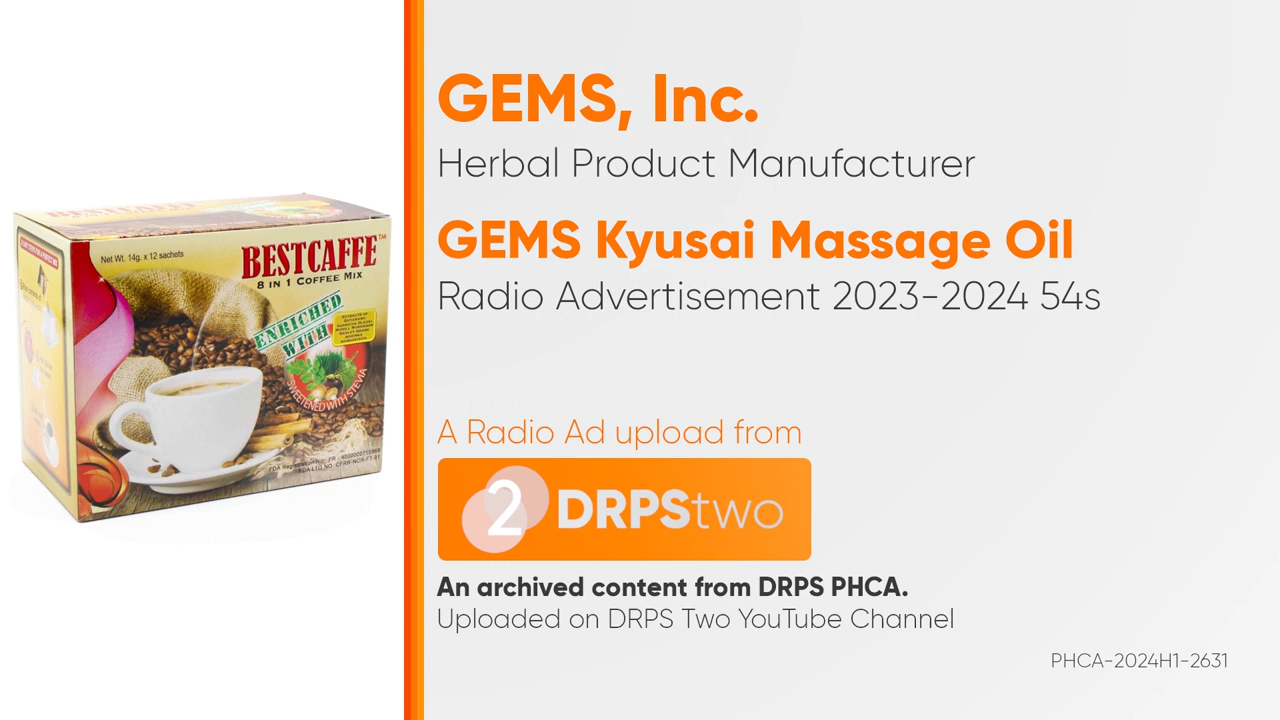 GEMS, Inc.
Herbal Product Manufacturer
GEMS Kyusai Massage Oil
Radio Advertisement 2023-2024 54s
A Radio Ad upload from
2 DRPStwo
An archived content from DRPS PHCA.
Uploaded on DRPS Two YouTube Channel
PHCA-2024H1-2631
BESTCAFFE
Net Wt. 14g. x 12 sachets
BESTCAFFE™
8 IN 1 COFFEE MIX
ENRICHED
WITH
SWEETENED WITH STEVIA